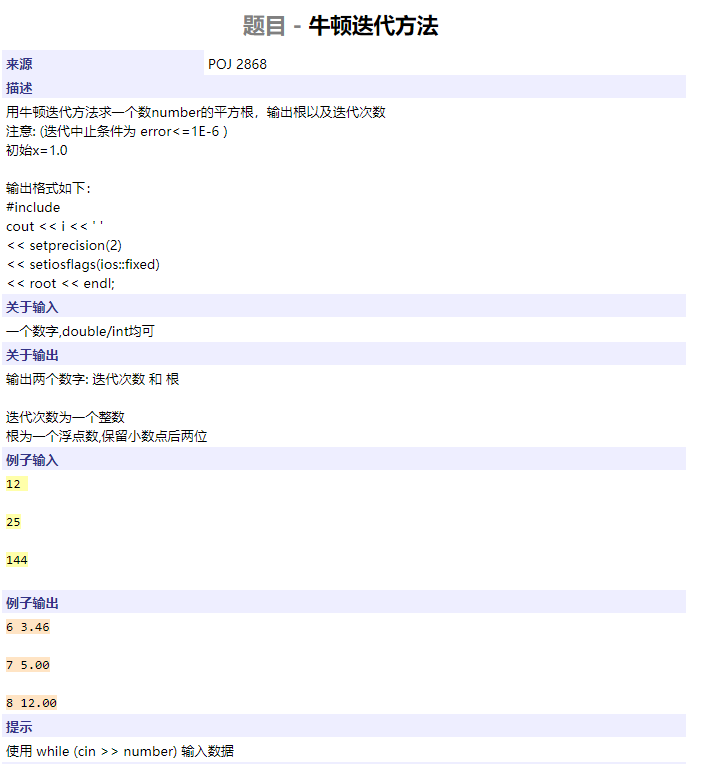 题目 - 牛顿迭代方法
来源 POJ 2868
描述
用牛顿迭代方法求一个数number的平方根，输出根以及迭代次数
注意: (迭代中止条件为 error<=1E-6 )
初始x=1.0
输出格式如下：
#include
cout << i << ' '
<< setprecision(2)
<< setiosflags(ios::fixed)
<< root << endl;
关于输入
一个数字,double/int均可
关于输出
输出两个数字: 迭代次数 和 根
迭代次数为一个整数
根为一个浮点数,保留小数点后两位
例子输入
12
25
144
例子输出
6 3.46
7 5.00
8 12.00
提示
使用 while (cin >> number) 输入数据